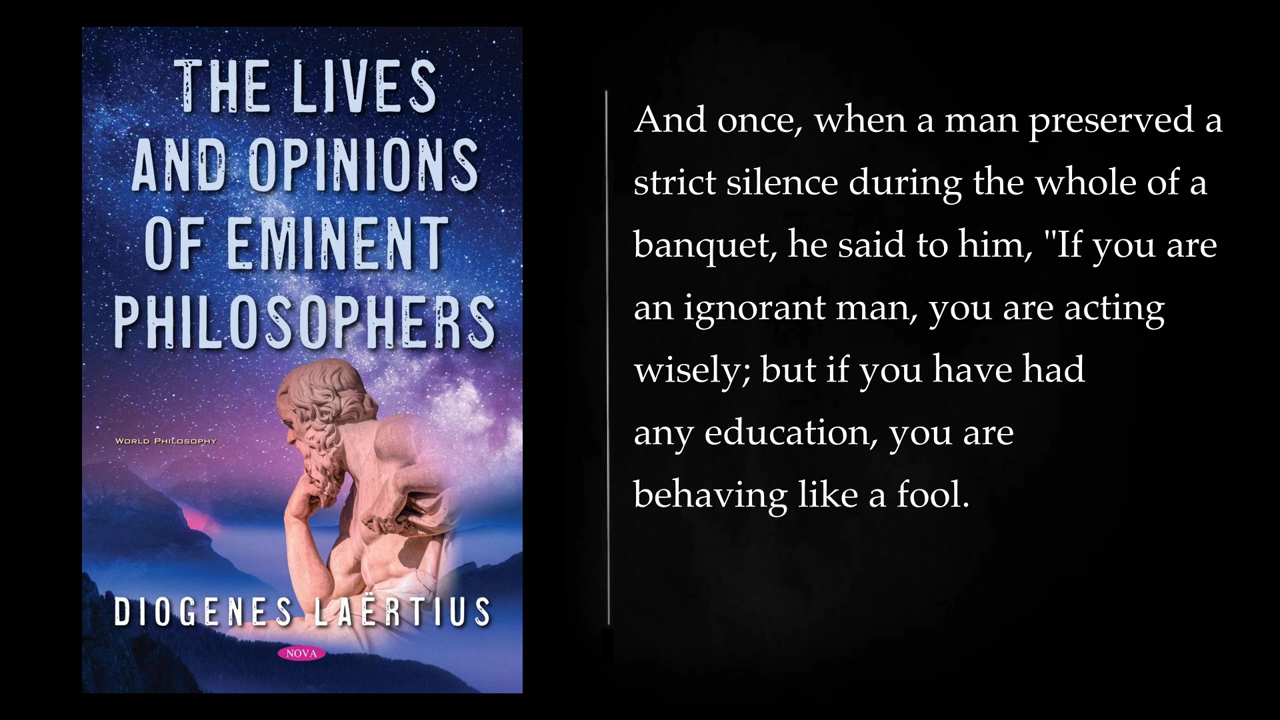 THE LIVES
AND OPINIONS
OF EMINENT
PHILOSOPHERS
WORLD PHILOSOPHY
DIOGENES LAËRTIUS
NOVA
And once, when a man preserved a
strict silence during the whole of a
banquet, he said to him, "If you are
an ignorant man, you are acting
wisely; but if you have had
any education, you are
behaving like a fool.